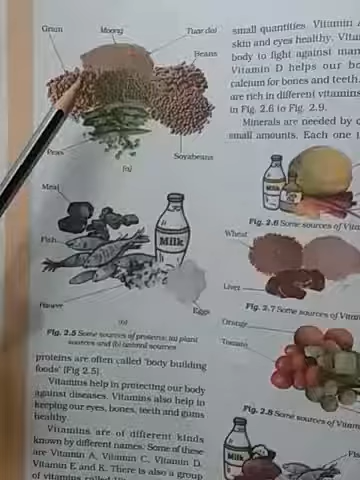 Gram
Moong
Tuar dal
Beans
Peas
Soyabeans
(a)
Meat
Fish
Milk
Paneer
Eggs
(b)
Fig. 2.5 Some sources of proteins: (a) plant
sources and (b) animal sources
proteins are often called 'body building
foods' (Fig 2.5).
Vitamins help in protecting our body
against diseases. Vitamins also help in
keeping our eyes, bones, teeth and gums
healthy.
Vitamins are of different kinds
known by different names. Some of these
are Vitamin A, Vitamin C, Vitamin D,
Vitamin E and K. There is also a group
of vitamins called
small quantities. Vitamin
skin and eyes healthy.
body to fight against
Vitamin D helps our
calcium for bones and teeth.
are rich in different vitamins
in Fig. 2.6 to Fig. 2.9.
Minerals are needed by
small amounts. Each one
Milk
Fig. 2.6 Some sources of
Wheat
Liver
Fig. 2.7 Some sources of
Orange
Tomato
Fig. 2.8 Some sources of
Milk